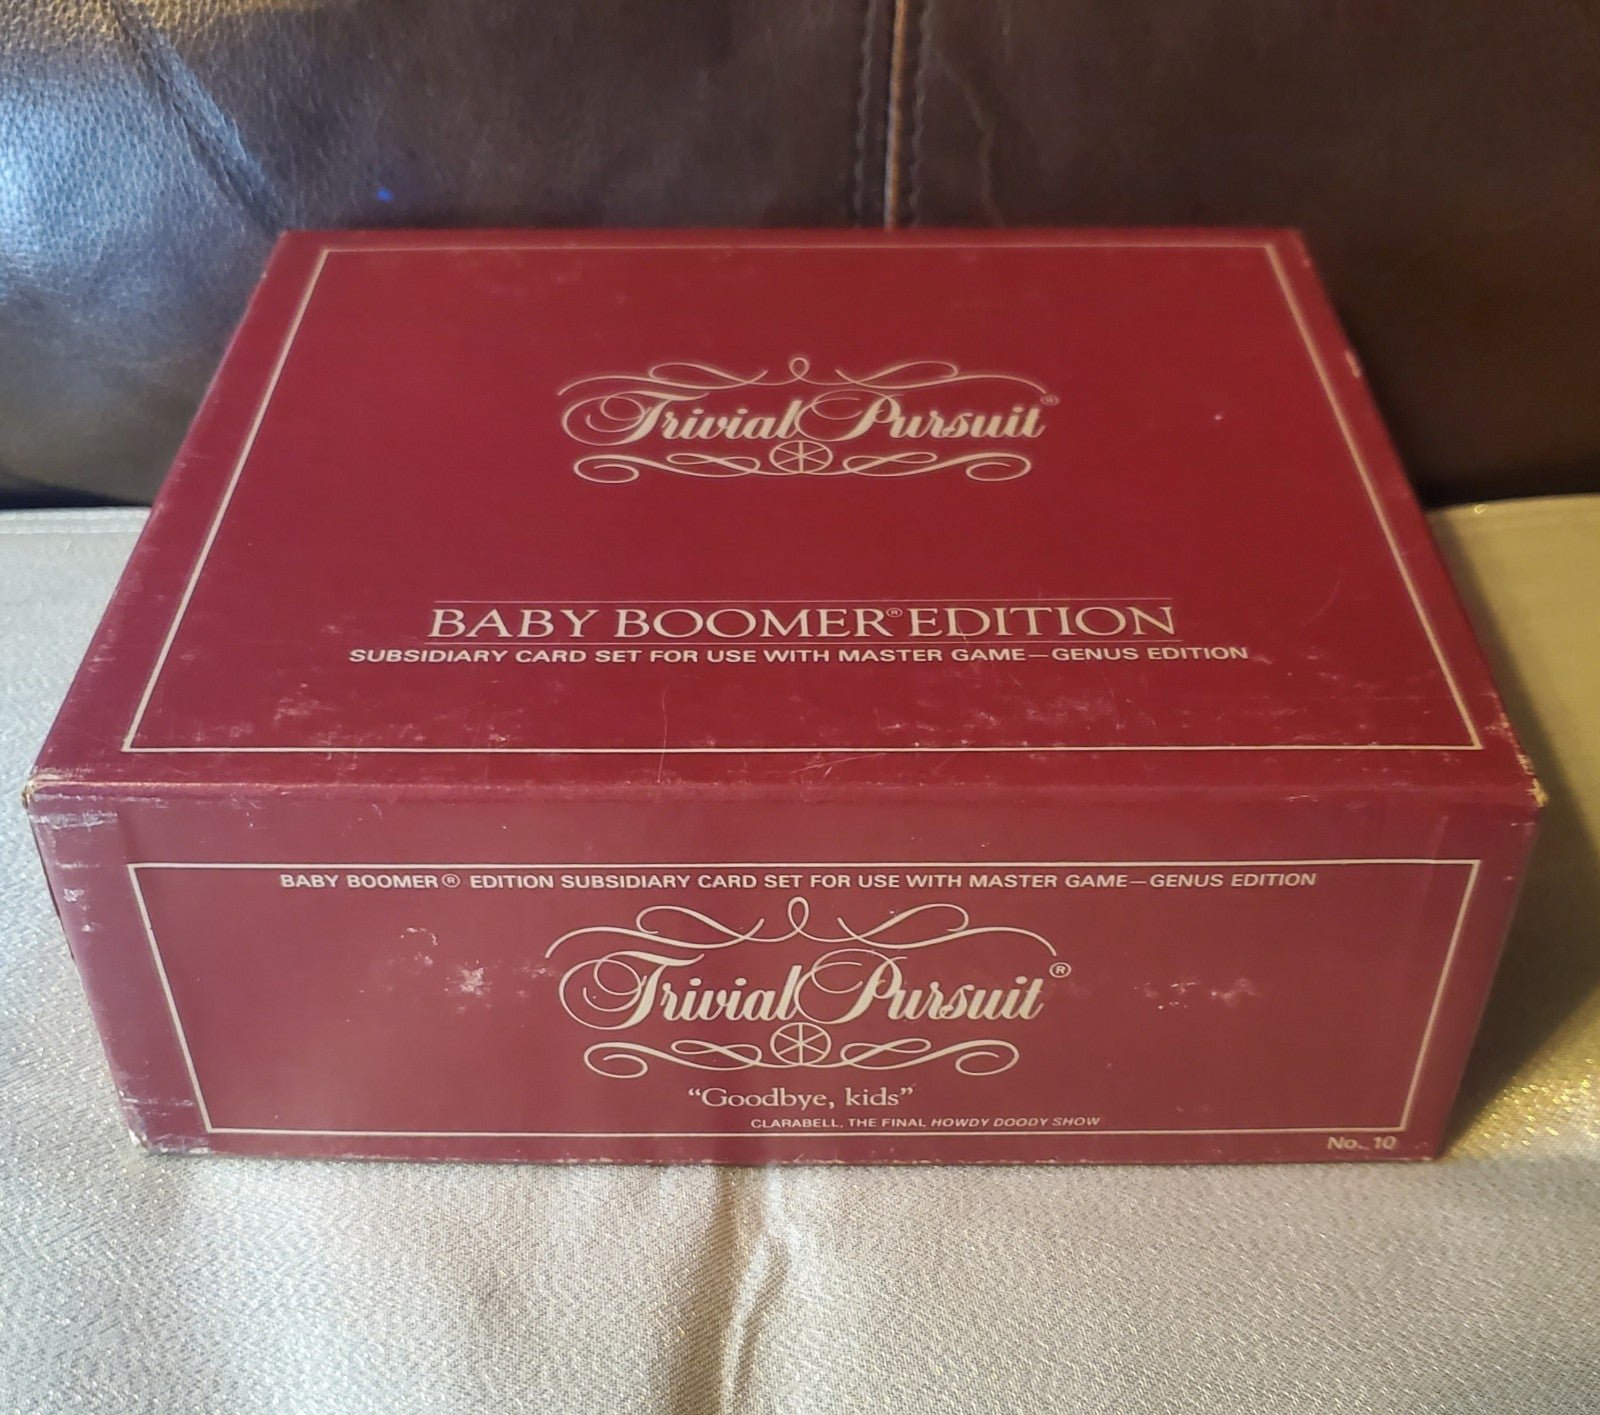 Trivial Pursuit®
BABY BOOMER® EDITION
SUBSIDIARY CARD SET FOR USE WITH MASTER GAME—GENUS EDITION
BABY BOOMER® EDITION SUBSIDIARY CARD SET FOR USE WITH MASTER GAME—GENUS EDITION
Trivial Pursuit®
“Goodbye, kids”
CLARABELL, THE FINAL HOWDY DOODY SHOW
No. 10